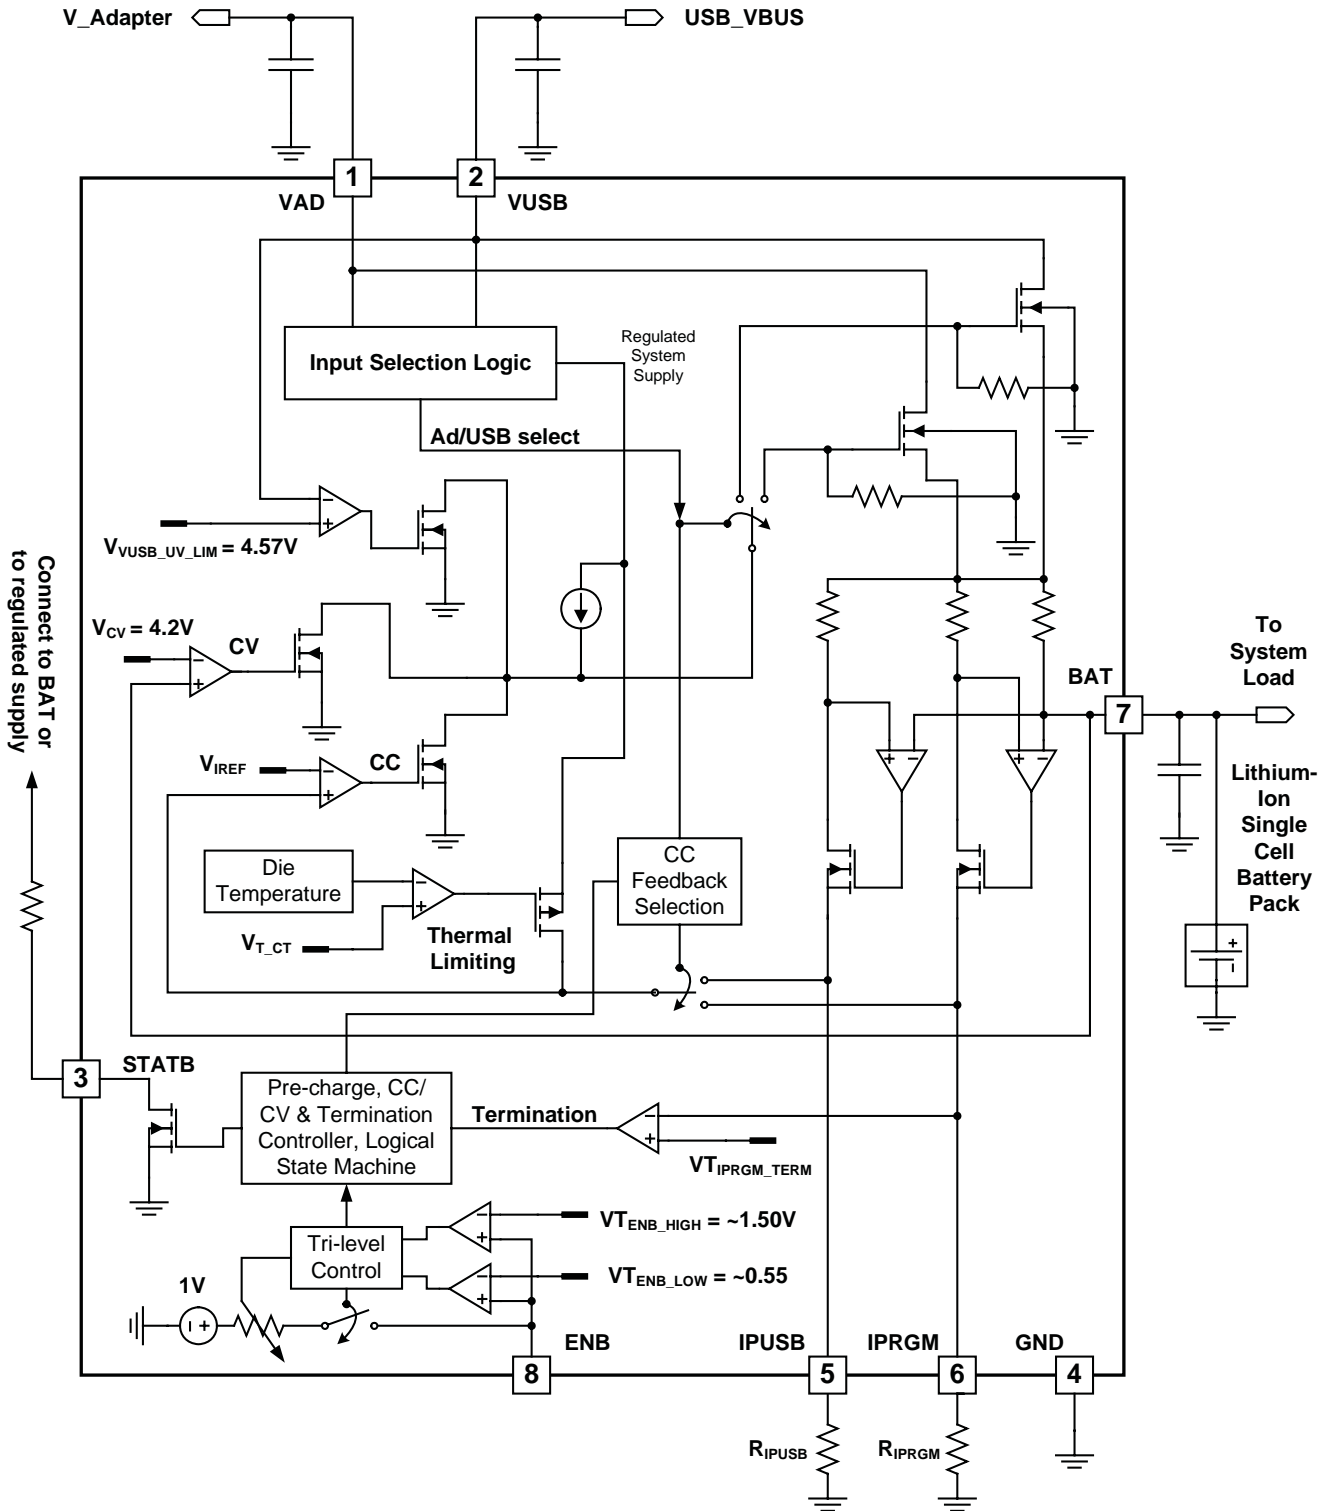 V_Adapter
USB_VBUS
1
2
VAD
VUSB
Input Selection Logic
Regulated
System
Supply
Ad/USB select
−
+
VVUSB_UV_LIM = 4.57V
Connect to BAT or
to regulated supply
VCV = 4.2V
CV
−
+
To
System
Load
BAT
7
VIREF
CC
−
+
+ −
+ −
Lithium-
Ion
Single
Cell
Battery
Pack
+
−
Die
Temperature
−
+
VT_CT
Thermal
Limiting
CC
Feedback
Selection
3
STATB
Pre-charge, CC/
CV & Termination
Controller, Logical
State Machine
Termination
−
+
VTIPRGM_TERM
Tri-level
Control
−
+
VTENB_HIGH = ~1.50V
−
+
VTENB_LOW = ~0.55
1V
− +
ENB
IPUSB
IPRGM
GND
8
5
6
4
RIPUSB
RIPRGM